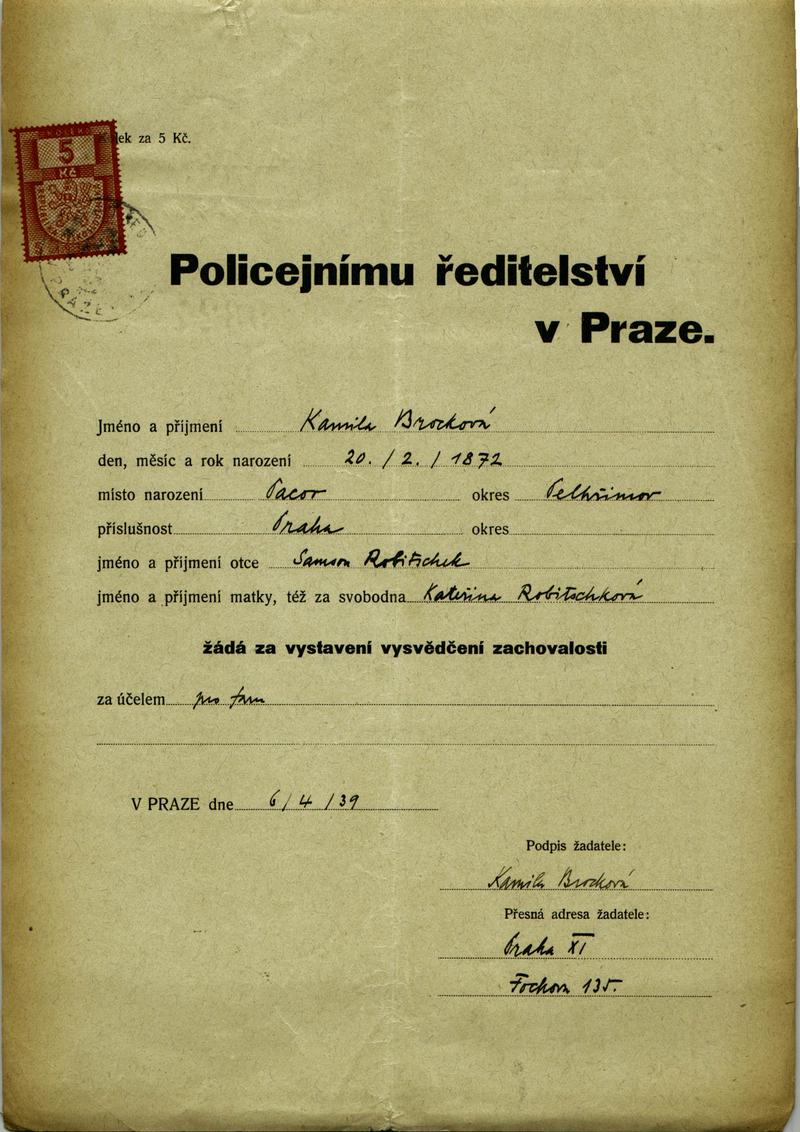 KOLEK
5
Kč
lek za 5 Kč.
PRAZE
Policejnímu ředitelství
v Praze.
Jméno a příjmení Kamila Brocková
den, měsíc a rok narození 20. / 2. / 1872
místo narození Pacov okres Pelhřimov
příslušnost Praha okres
jméno a příjmení otce Samson Robitschek
jméno a příjmení matky, též za svobodna Kateřina Robitschková
žádá za vystavení vysvědčení zachovalosti
za účelem pro
V PRAZE dne 6 / 4 / 39
Podpis žadatele:
Kamila Brocková
Přesná adresa žadatele:
Praha XI
Fochova 135.